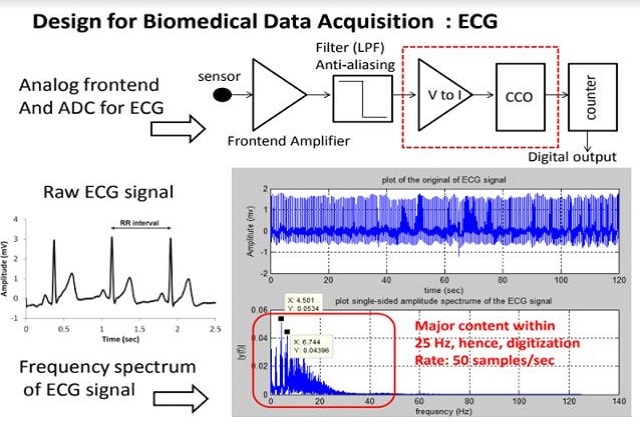 Design for Biomedical Data Acquisition : ECG
Analog frontend
And ADC for ECG
sensor
Filter (LPF)
Anti-aliasing
V to I
CCO
counter
Frontend Amplifier
Digital output
Raw ECG signal
RR interval
Amplitude (mV)
4
3
2
1
0
-1
0
0.5
1
1.5
2
2.5
Time (sec)
plot of the original of ECG signal
Amplitute (mv)
2
1
0
-1
-2
0 20 40 60 80 100 120
time (sec)
plot single-sided amplitude spectrume of the ECG signal
X: 4.501
Y: 0.0534
X: 6.744
Y: 0.04396
|y(f)|
0.06
0.04
0.02
0
0 20 40 60 80 100 120 140
frequency (Hz)
Major content within
25 Hz, hence, digitization
Rate: 50 samples/sec
Frequency spectrum
of ECG signal